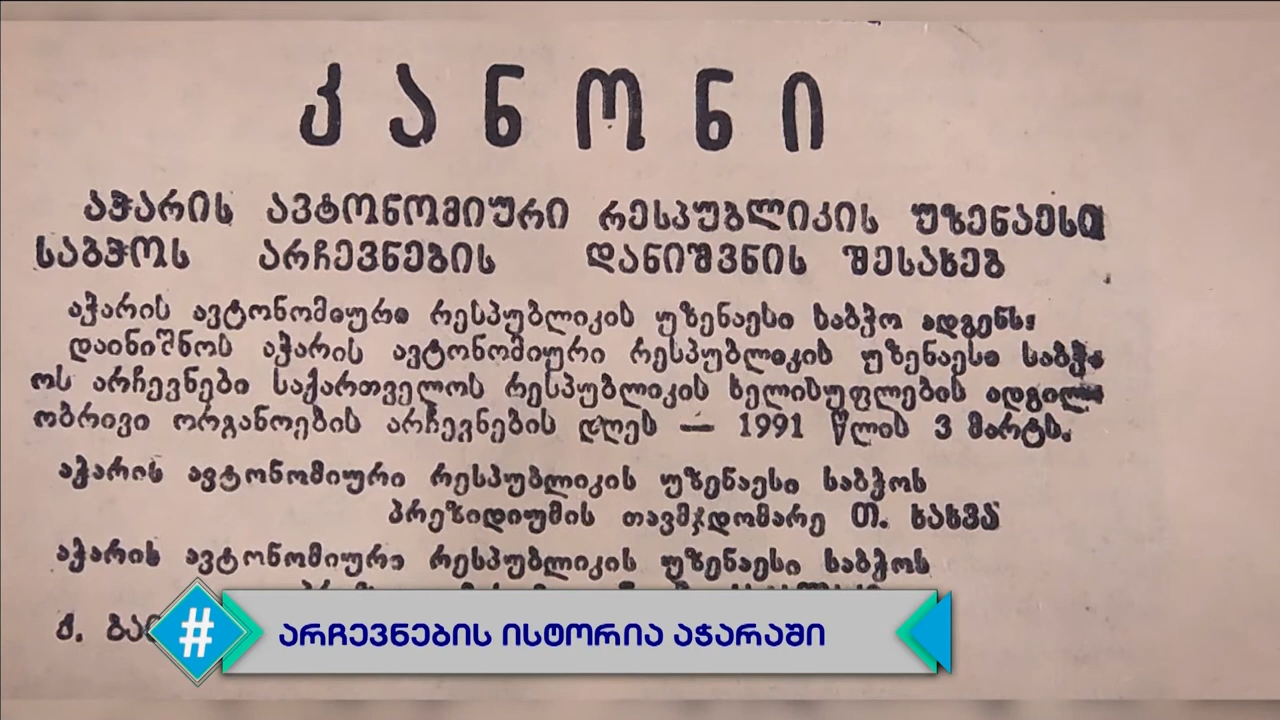 კანონი
აჭარის ავტონომიური რესპუბლიკის უზენაესი
საბჭოს არჩევნების დანიშვნის შესახებ
აჭარის ავტონომიური რესპუბლიკის უზენაესი საბჭო ადგენს:
დაინიშნოს აჭარის ავტონომიური რესპუბლიკის უზენაესი საბჭ-
ოს არჩევნები საქართველოს რესპუბლიკის ხელისუფლების ადგილ-
ობრივი ორგანოების არჩევნების დღეს — 1991 წლის 3 მარტს.
აჭარის ავტონომიური რესპუბლიკის უზენაესი საბჭოს
პრეზიდიუმის თავმჯდომარე თ. ხახვა
აჭარის ავტონომიური რესპუბლიკის უზენაესი საბჭოს
# არჩევნების ისტორია აჭარაში